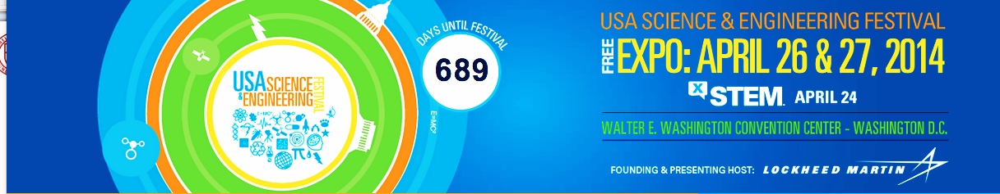 USA SCIENCE & ENGINEERING FESTIVAL
FREE EXPO: APRIL 26 & 27, 2014
X STEM. APRIL 24
WALTER E. WASHINGTON CONVENTION CENTER - WASHINGTON D.C.
FOUNDING & PRESENTING HOST: LOCKHEED MARTIN
DAYS UNTIL FESTIVAL
689
USA SCIENCE
& ENGINEERING
FESTIVAL
E=MC²
E=MC²
π